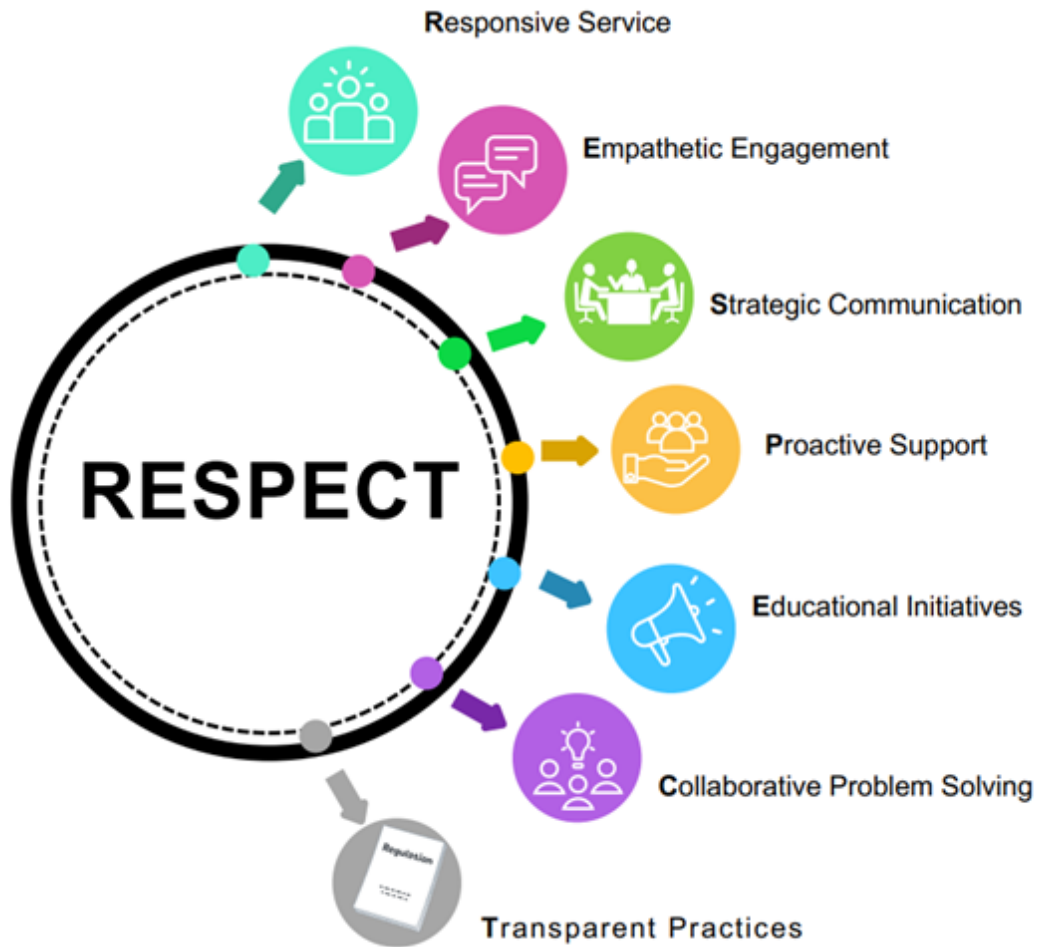 Responsive Service
Empathetic Engagement
Strategic Communication
RESPECT
Proactive Support
Educational Initiatives
Collaborative Problem Solving
Regulation
Transparent Practices